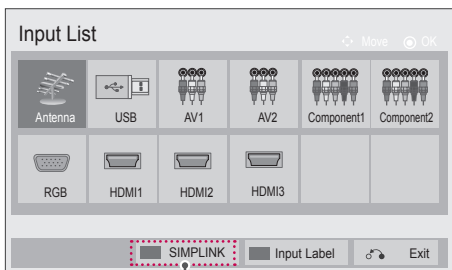 Input List
Move OK
Antenna USB AV1 AV2 Component1 Component2
RGB HDMI1 HDMI2 HDMI3
SIMPLINK Input Label Exit